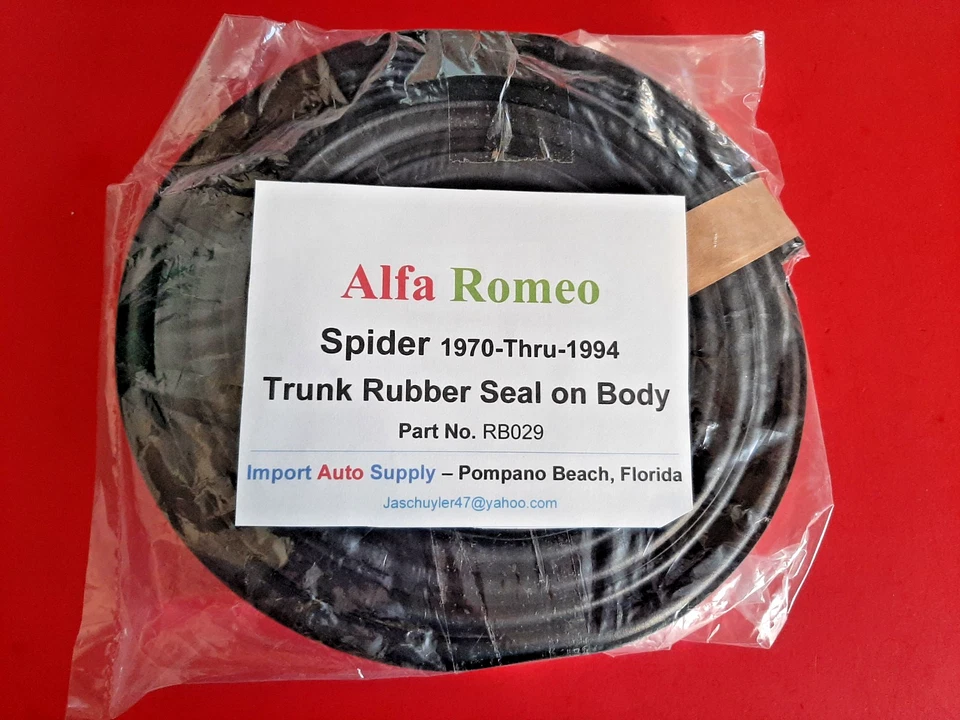 Alfa Romeo
Spider 1970-Thru-1994
Trunk Rubber Seal on Body
Part No. RB029
Import Auto Supply – Pompano Beach, Florida
Jaschuyler47@yahoo.com